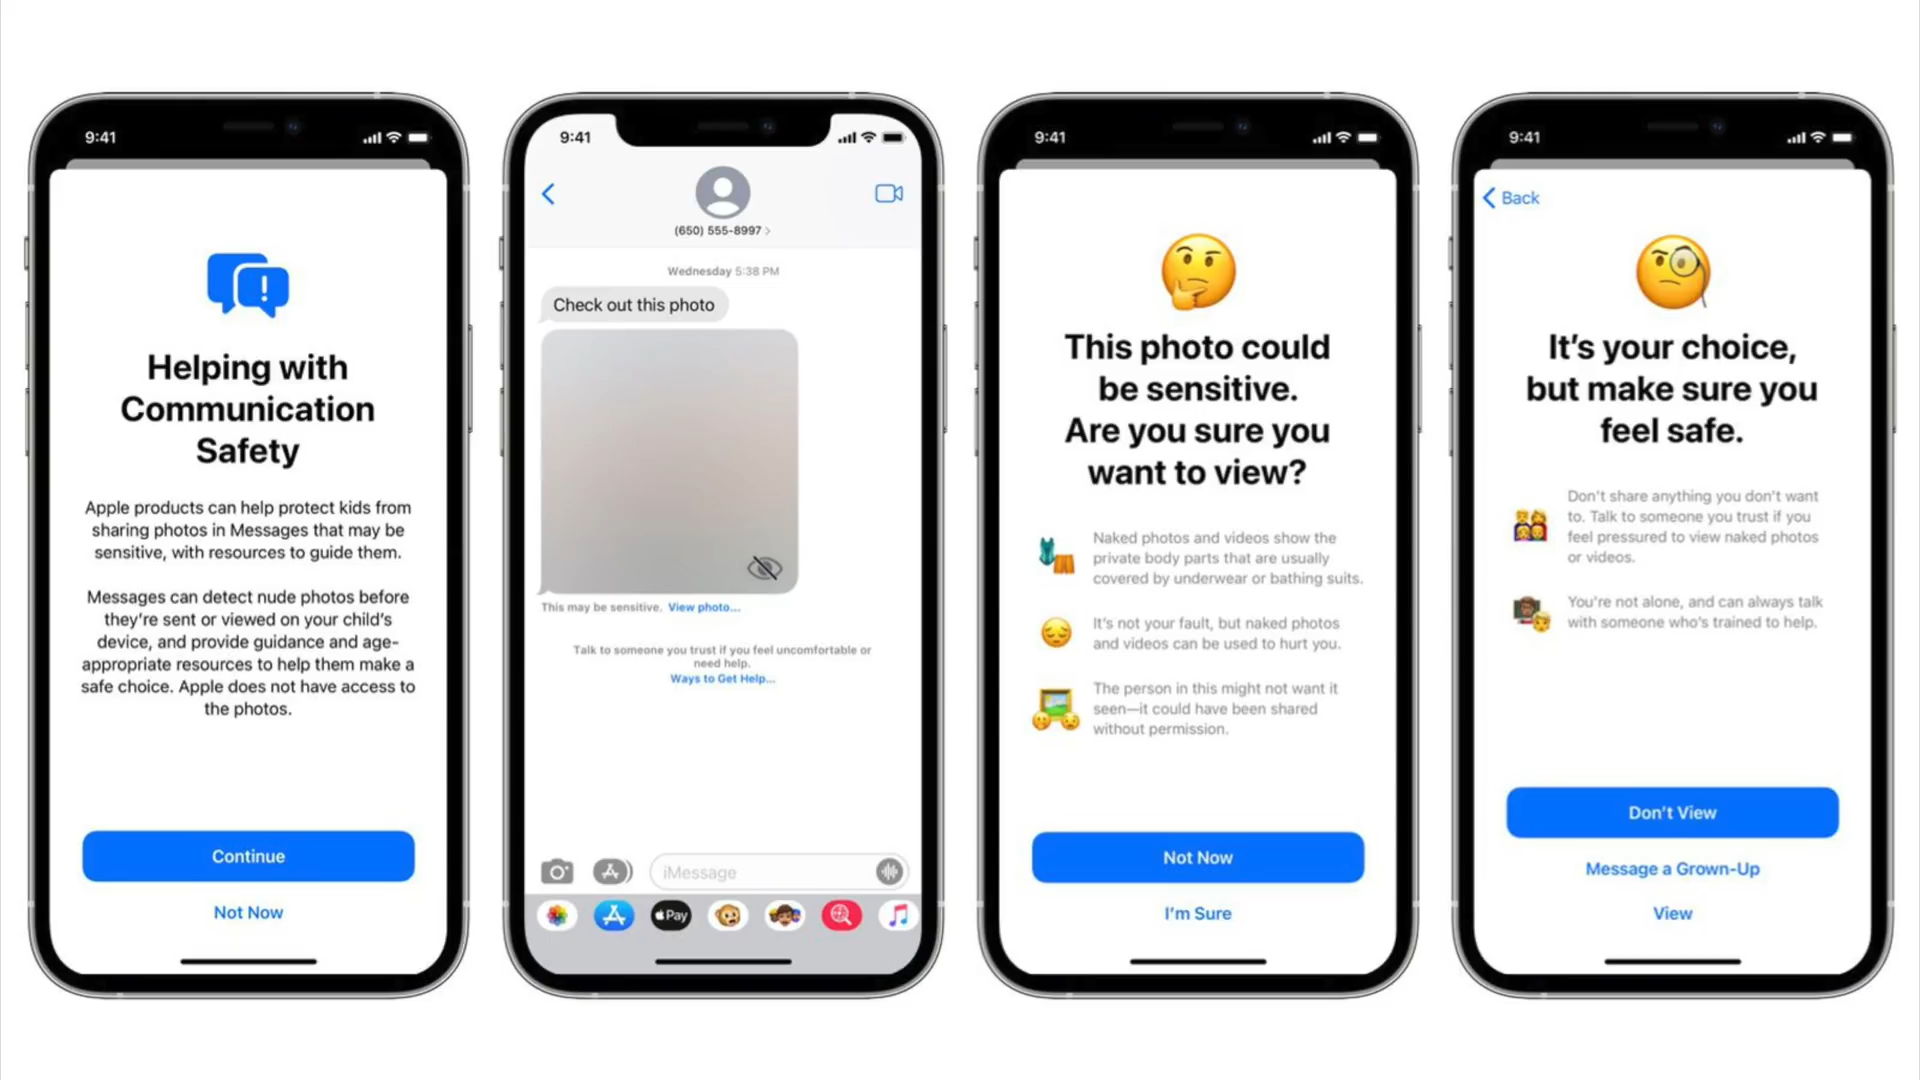 9:41
Helping with
Communication
Safety
Apple products can help protect kids from
sharing photos in Messages that may be
sensitive, with resources to guide them.
Messages can detect nude photos before
they're sent or viewed on your child's
device, and provide guidance and age-
appropriate resources to help them make a
safe choice. Apple does not have access to
the photos.
Continue
Not Now
9:41
(650) 555-8997 >
Wednesday 5:38 PM
Check out this photo
This may be sensitive. View photo...
Talk to someone you trust if you feel uncomfortable or
need help.
Ways to Get Help...
iMessage
Pay
9:41
This photo could
be sensitive.
Are you sure you
want to view?
Naked photos and videos show the
private body parts that are usually
covered by underwear or bathing suits.
It's not your fault, but naked photos
and videos can be used to hurt you.
The person in this might not want it
seen—it could have been shared
without permission.
Not Now
I'm Sure
9:41
Back
It's your choice,
but make sure you
feel safe.
Don't share anything you don't want
to. Talk to someone you trust if you
feel pressured to view naked photos
or videos.
You're not alone, and can always talk
with someone who's trained to help.
Don't View
Message a Grown-Up
View